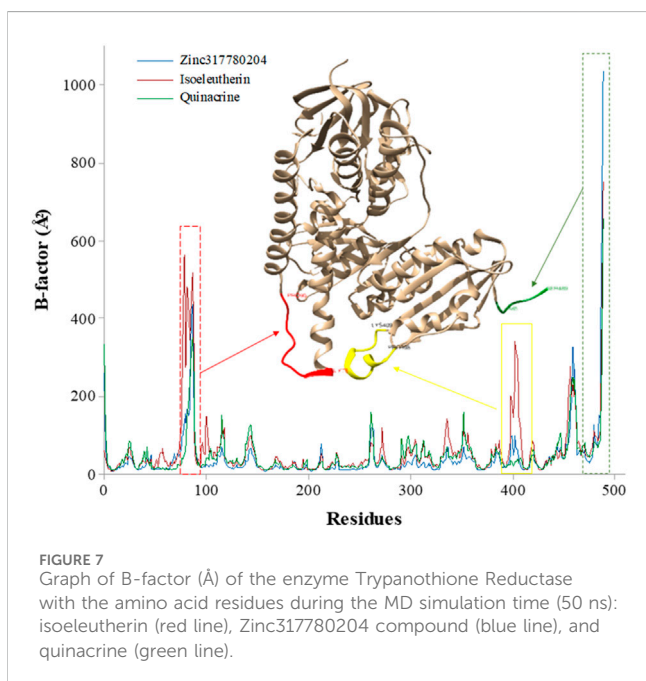 Zinc317780204
Isoeleutherin
Quinacrine
1000
800
600
400
200
0
B-factor (Å²)
LYS402
0
100
200
300
400
500
Residues
FIGURE 7
Graph of B-factor (Å) of the enzyme Trypanothione Reductase
with the amino acid residues during the MD simulation time (50 ns):
isoeleutherin (red line), Zinc317780204 compound (blue line), and
quinacrine (green line).